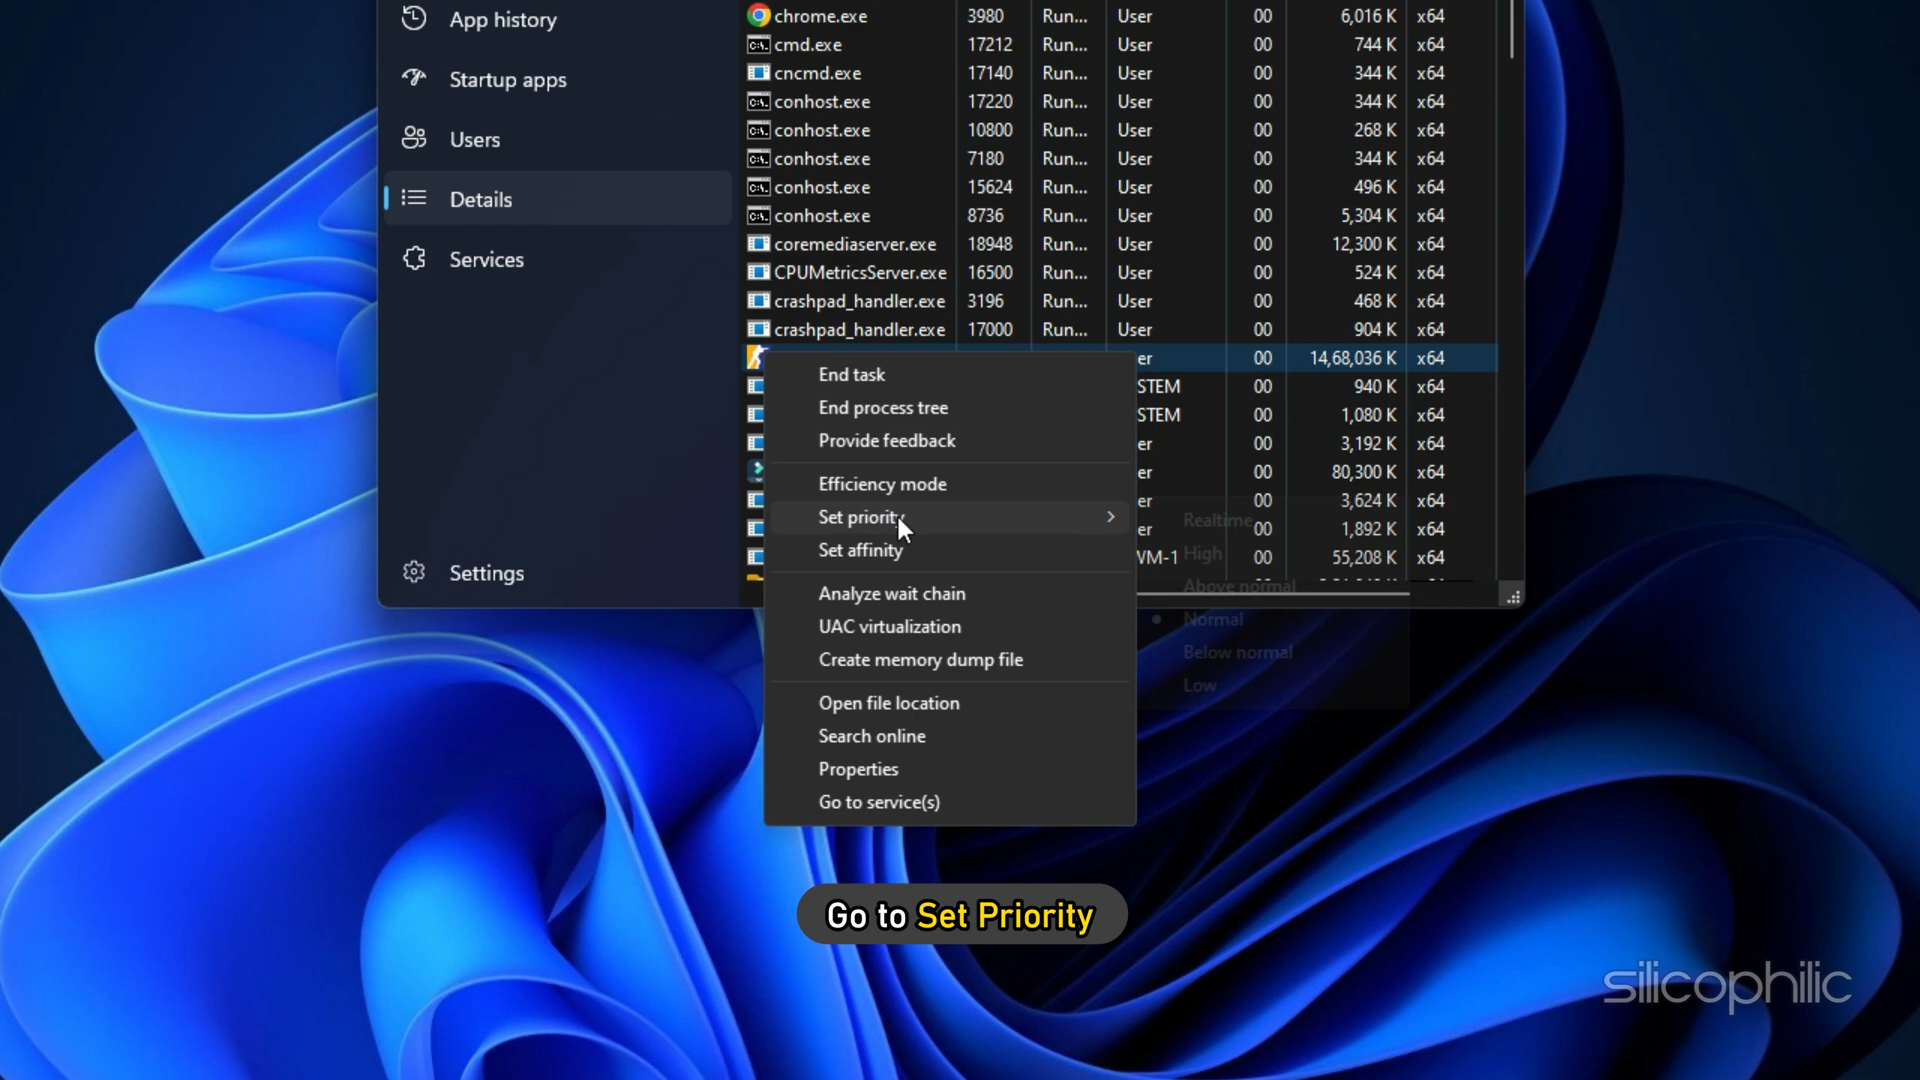 App history
Startup apps
Users
Details
Services
Settings
chrome.exe 3980 Run... User 00 6,016 K x64
cmd.exe 17212 Run... User 00 744 K x64
cncmd.exe 17140 Run... User 00 344 K x64
conhost.exe 17220 Run... User 00 344 K x64
conhost.exe 10800 Run... User 00 268 K x64
conhost.exe 7180 Run... User 00 344 K x64
conhost.exe 15624 Run... User 00 496 K x64
conhost.exe 8736 Run... User 00 5,304 K x64
coremediaserver.exe 18948 Run... User 00 12,300 K x64
CPUMetricsServer.exe 16500 Run... User 00 524 K x64
crashpad_handler.exe 3196 Run... User 00 468 K x64
crashpad_handler.exe 17000 Run... User 00 904 K x64
er 00 14,68,036 K x64
STEM 00 940 K x64
STEM 00 1,080 K x64
er 00 3,192 K x64
er 00 80,300 K x64
er 00 3,624 K x64
er 00 1,892 K x64
WM-1 00 55,208 K x64
End task
End process tree
Provide feedback
Efficiency mode
Set priority
Set affinity
Analyze wait chain
UAC virtualization
Create memory dump file
Open file location
Search online
Properties
Go to service(s)
Realtime
High
Above normal
Normal
Below normal
Low
Go to Set Priority
silicophilic